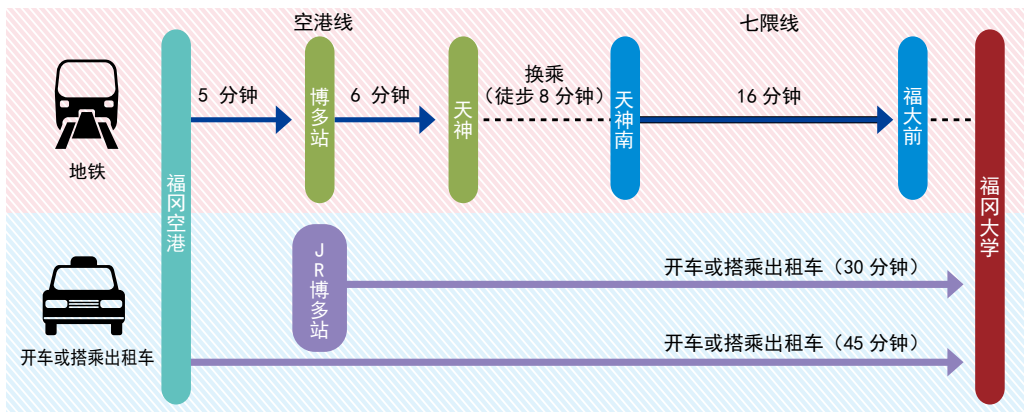 空港线
七隈线
5 分钟
6 分钟
换乘
（徒步 8 分钟）
16 分钟
博多站
天神
天神南
福大前
地铁
福冈空港
福冈大学
JR博多站
开车或搭乘出租车（30 分钟）
开车或搭乘出租车（45 分钟）
开车或搭乘出租车